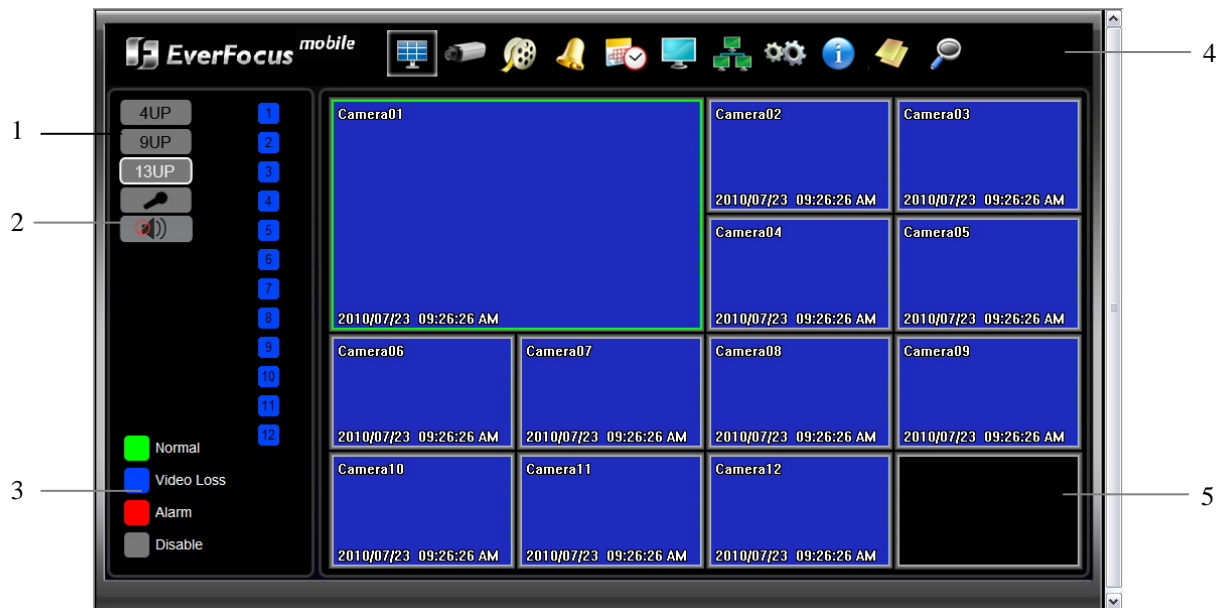 EverFocus mobile
4
1
4UP
9UP
13UP
2
1
2
3
4
5
6
7
8
9
10
11
12
Normal
3
Video Loss
Alarm
Disable
Camera01
2010/07/23 09:26:26 AM
Camera02
2010/07/23 09:26:26 AM
Camera03
2010/07/23 09:26:26 AM
Camera04
2010/07/23 09:26:26 AM
Camera05
2010/07/23 09:26:26 AM
Camera06
2010/07/23 09:26:26 AM
Camera07
2010/07/23 09:26:26 AM
Camera08
2010/07/23 09:26:26 AM
Camera09
2010/07/23 09:26:26 AM
Camera10
2010/07/23 09:26:26 AM
Camera11
2010/07/23 09:26:26 AM
Camera12
2010/07/23 09:26:26 AM
5